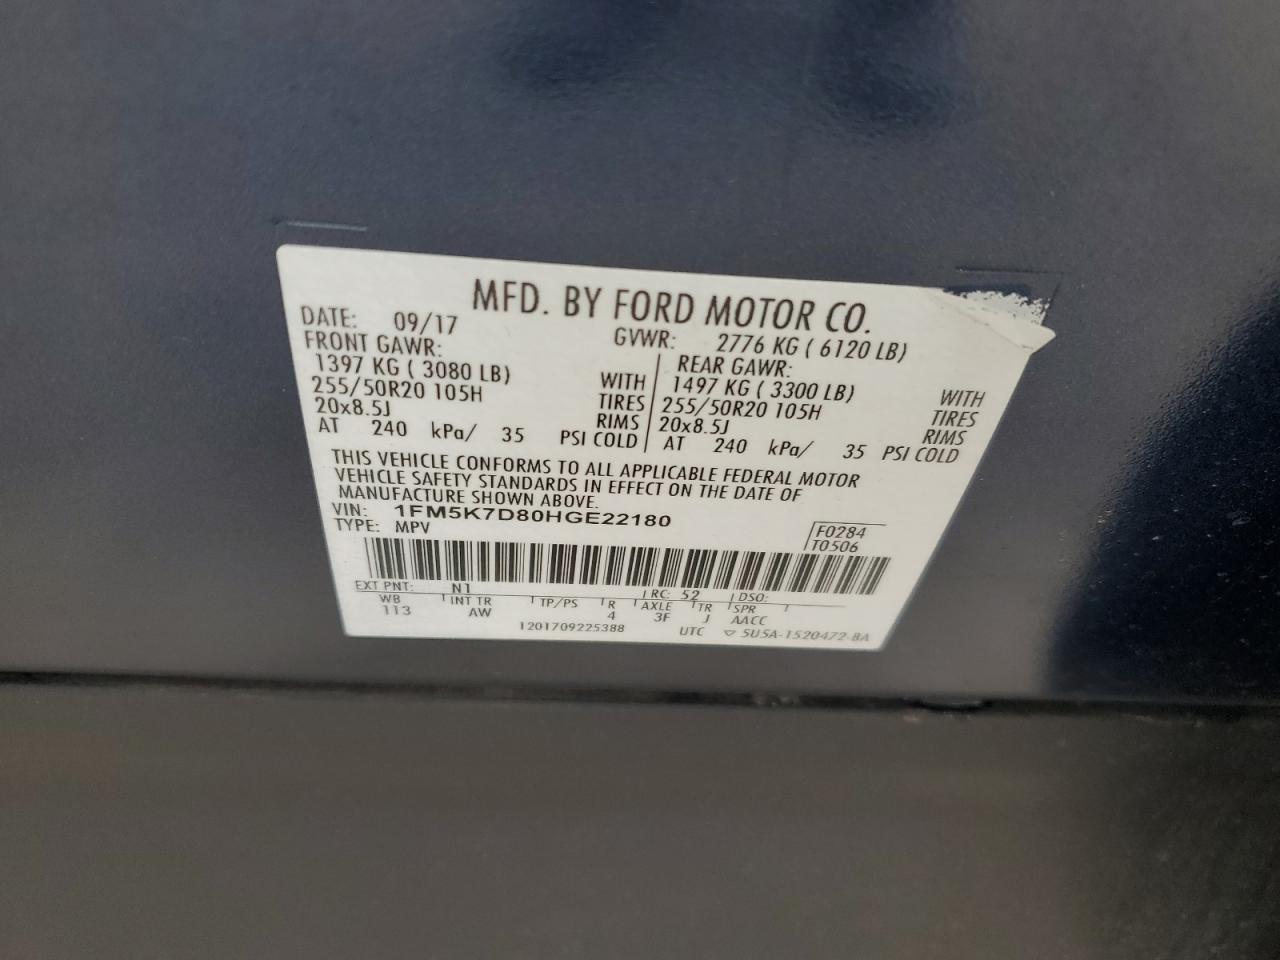 MFD. BY FORD MOTOR CO.
DATE: 09/17 GVWR: 2776 KG ( 6120 LB)
FRONT GAWR: REAR GAWR:
1397 KG ( 3080 LB) WITH 1497 KG ( 3300 LB) WITH
255/50R20 105H TIRES 255/50R20 105H TIRES
20x8.5J RIMS 20x8.5J RIMS
AT 240 kPa/ 35 PSI COLD AT 240 kPa/ 35 PSI COLD
THIS VEHICLE CONFORMS TO ALL APPLICABLE FEDERAL MOTOR
VEHICLE SAFETY STANDARDS IN EFFECT ON THE DATE OF
MANUFACTURE SHOWN ABOVE.
VIN: 1FM5K7D80HGE22180
TYPE: MPV
F0284
T0506
EXT PNT: N1 RC: 52 DSO:
WB INT TR TP/PS R AXLE TR SPR
113 AW 4 3F J AACC
1201709225388 UTC ▽ 5U5A-1520472-BA